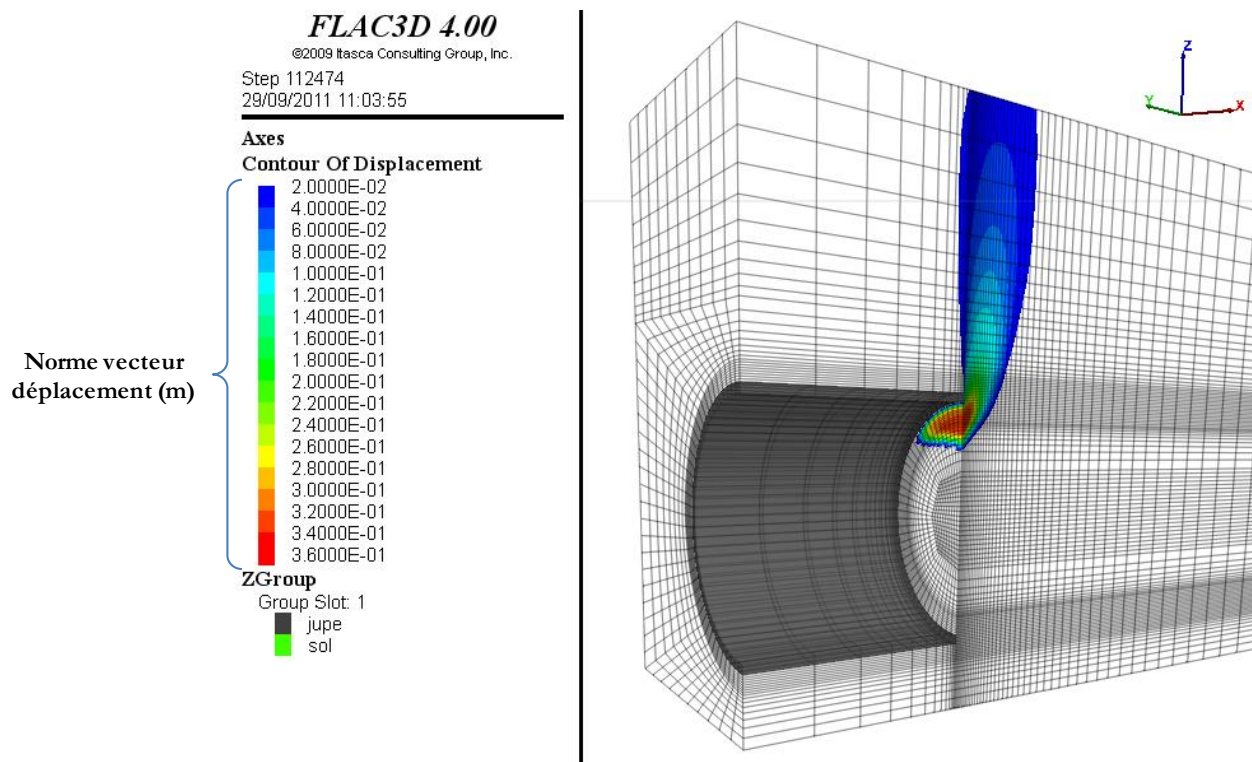 FLAC3D 4.00
©2009 Itasca Consulting Group, Inc.
Step 112474
29/09/2011 11:03:55
Axes
Contour Of Displacement
2.0000E-02
4.0000E-02
6.0000E-02
8.0000E-02
1.0000E-01
1.2000E-01
1.4000E-01
1.6000E-01
1.8000E-01
2.0000E-01
2.2000E-01
2.4000E-01
2.6000E-01
2.8000E-01
3.0000E-01
3.2000E-01
3.4000E-01
3.6000E-01
Norme vecteur
déplacement (m)
ZGroup
Group Slot: 1
jupe
sol
Z
Y
X